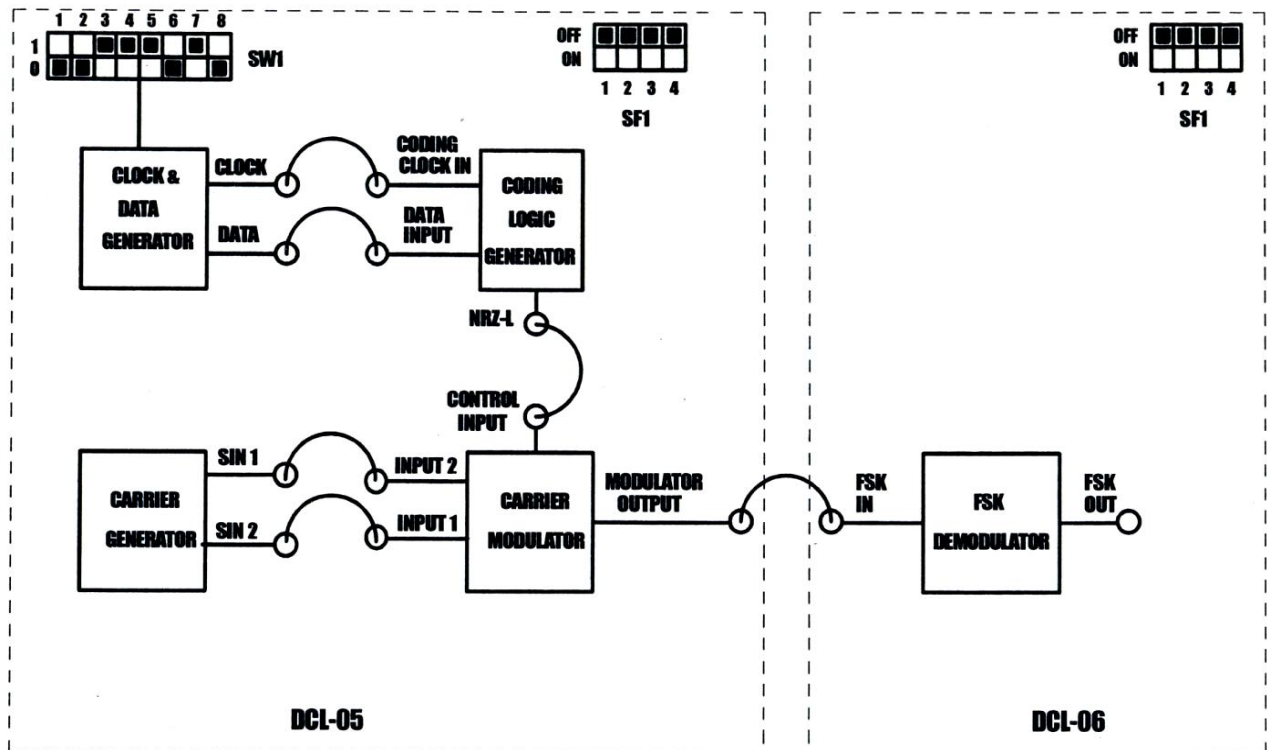 1 2 3 4 5 6 7 8
1
0
SW1
OFF
ON
1 2 3 4
SF1
OFF
ON
1 2 3 4
SF1
CLOCK &
DATA
GENERATOR
CLOCK
DATA
CODING
CLOCK IN
DATA
INPUT
CODING
LOGIC
GENERATOR
NRZ-L
CONTROL
INPUT
CARRIER
GENERATOR
SIN 1
SIN 2
INPUT 2
INPUT 1
CARRIER
MODULATOR
MODULATOR
OUTPUT
FSK
IN
FSK
DEMODULATOR
FSK
OUT
DCL-05
DCL-06